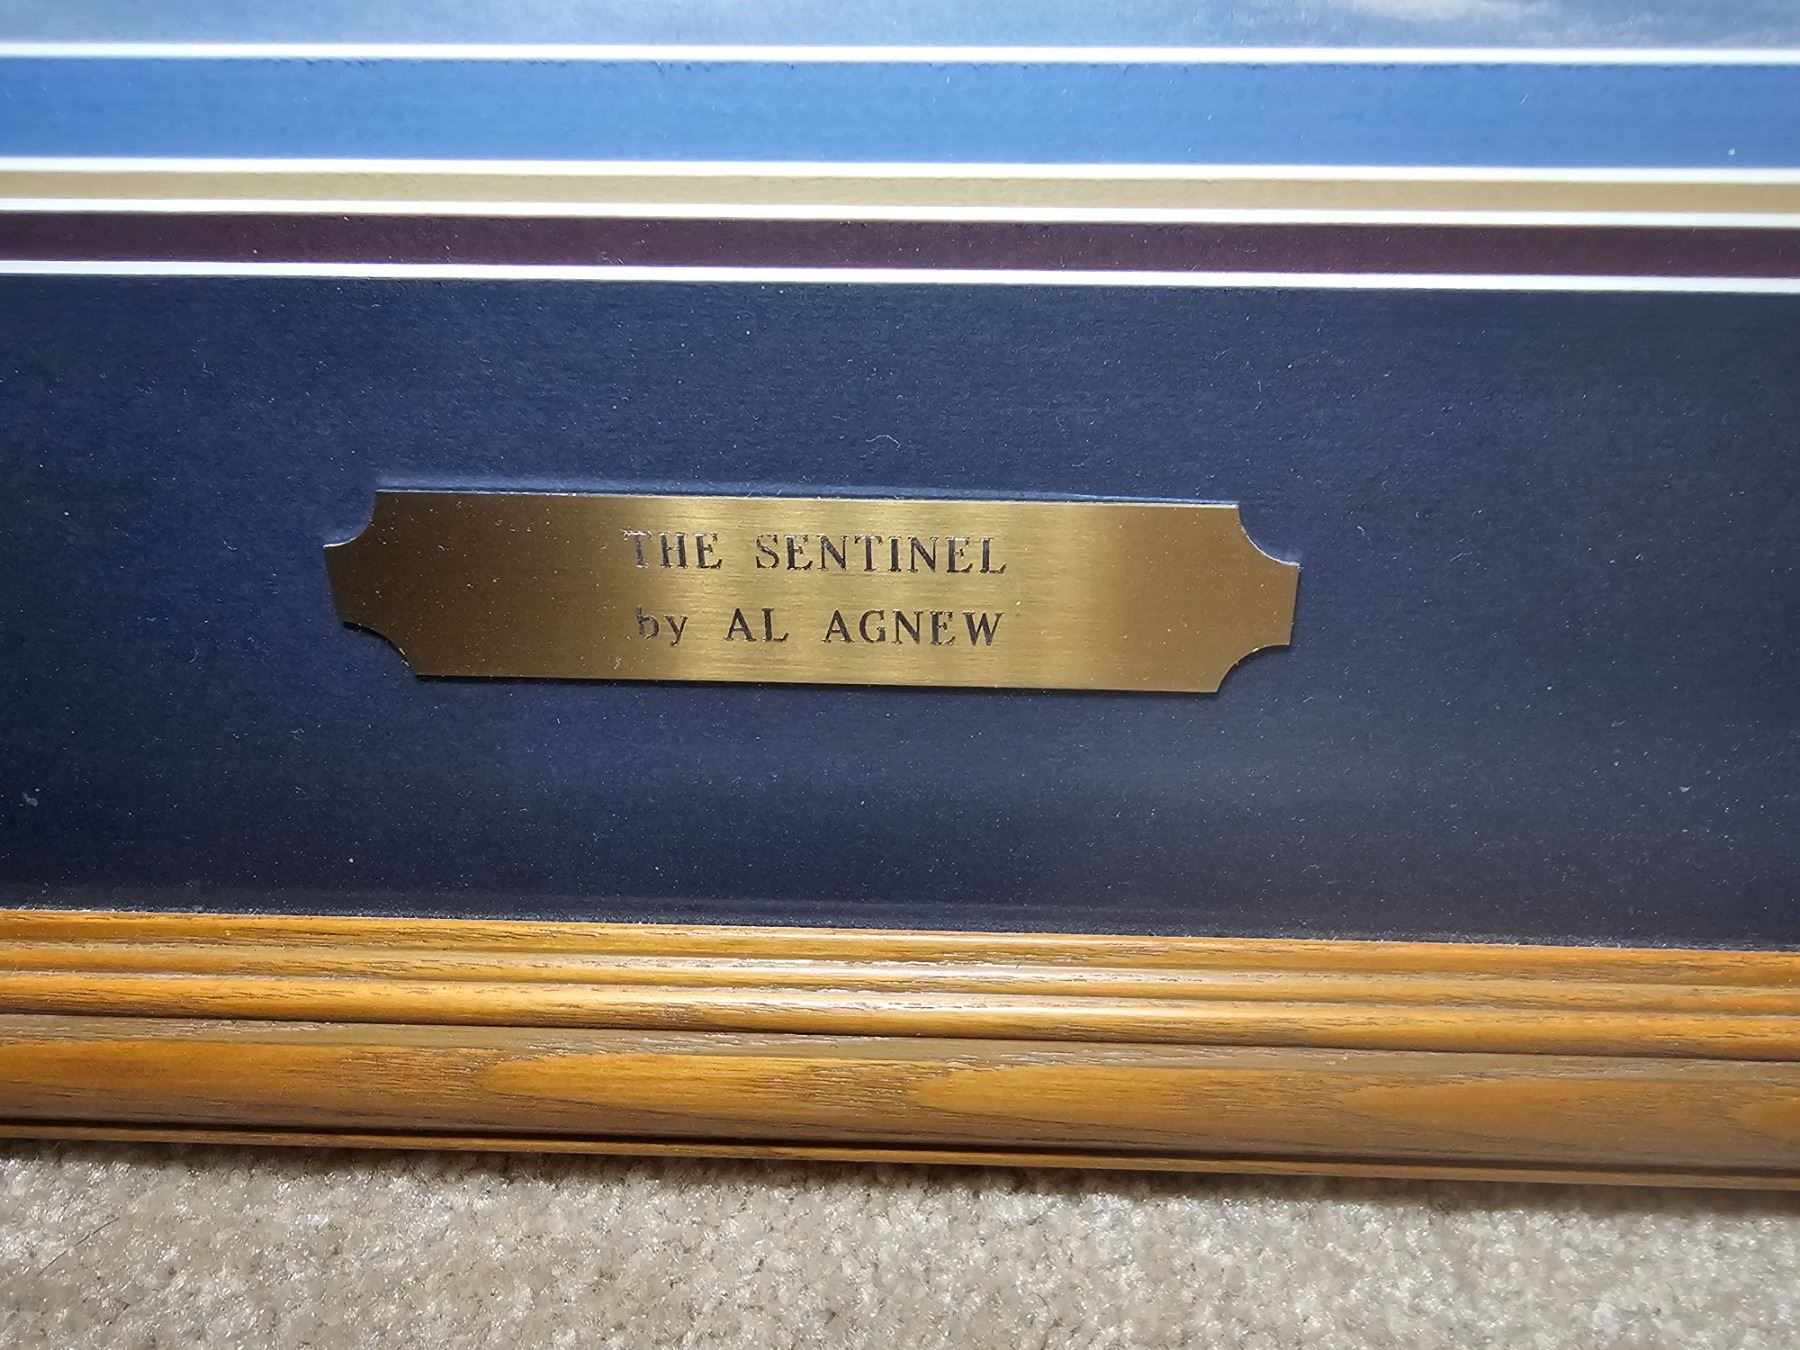 THE SENTINEL
by AL AGNEW